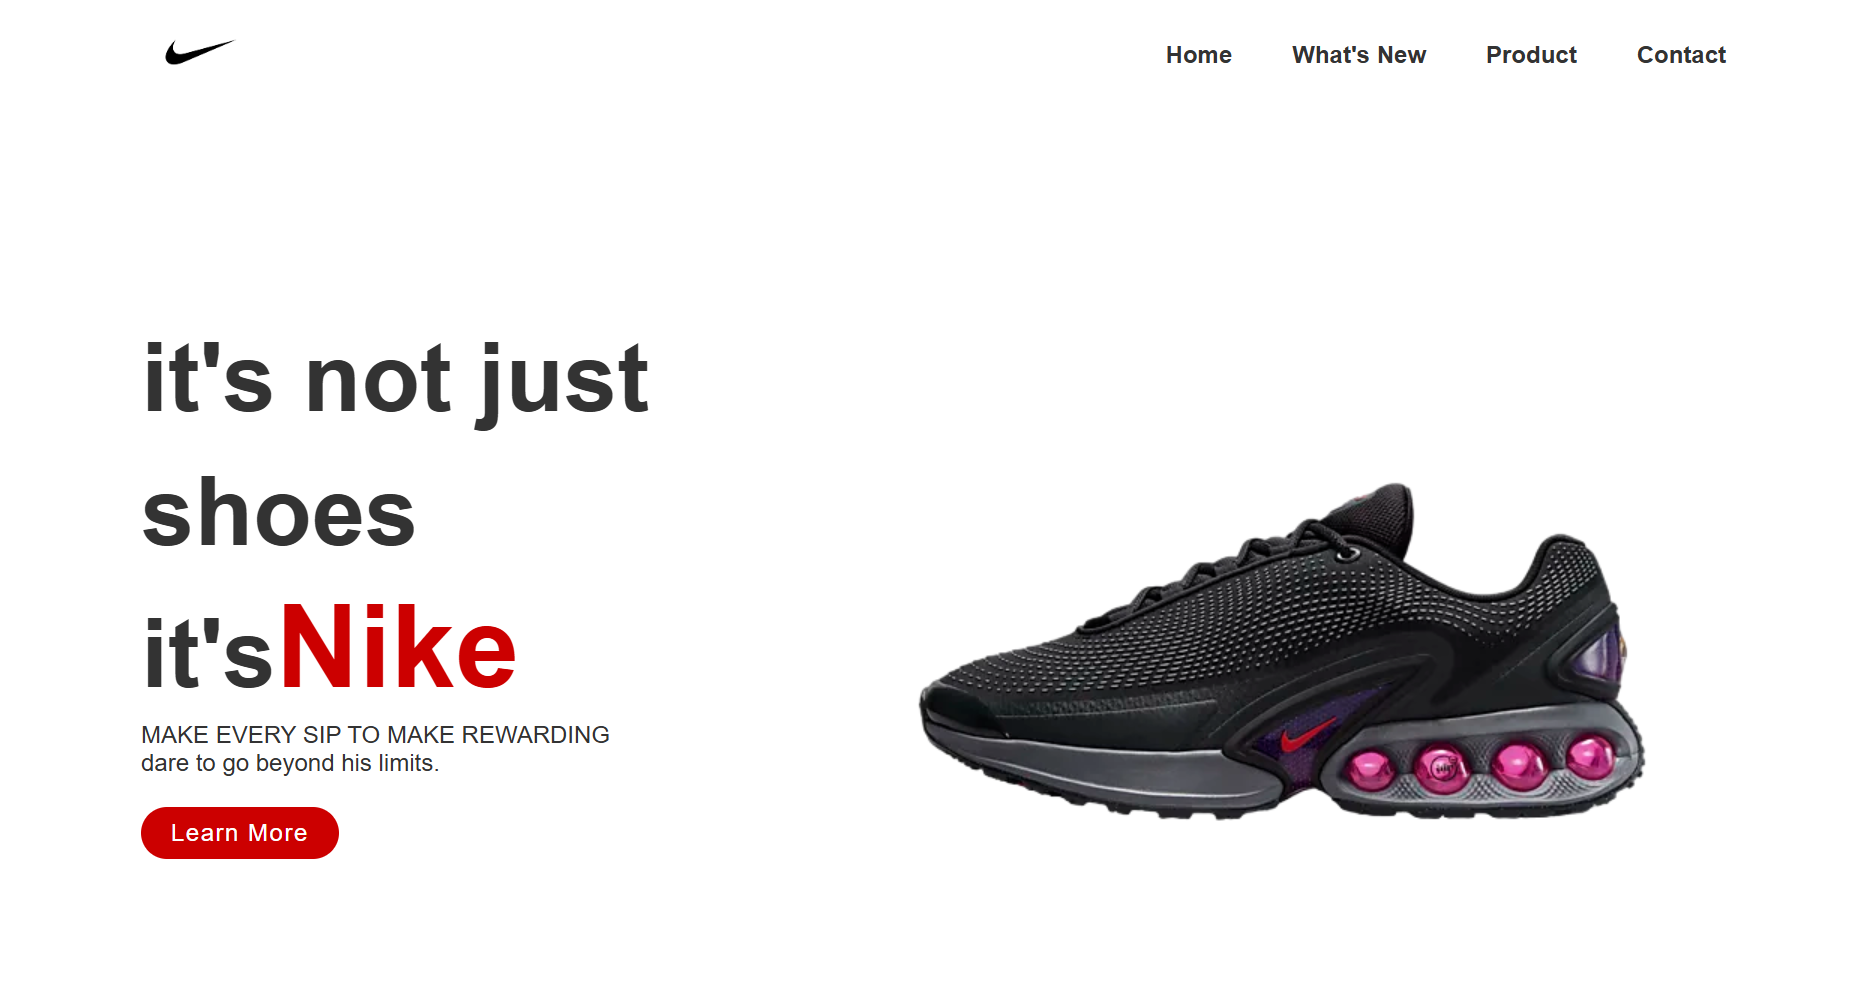 Home What's New Product Contact
it's not just
shoes
it'sNike
MAKE EVERY SIP TO MAKE REWARDING
dare to go beyond his limits.
Learn More